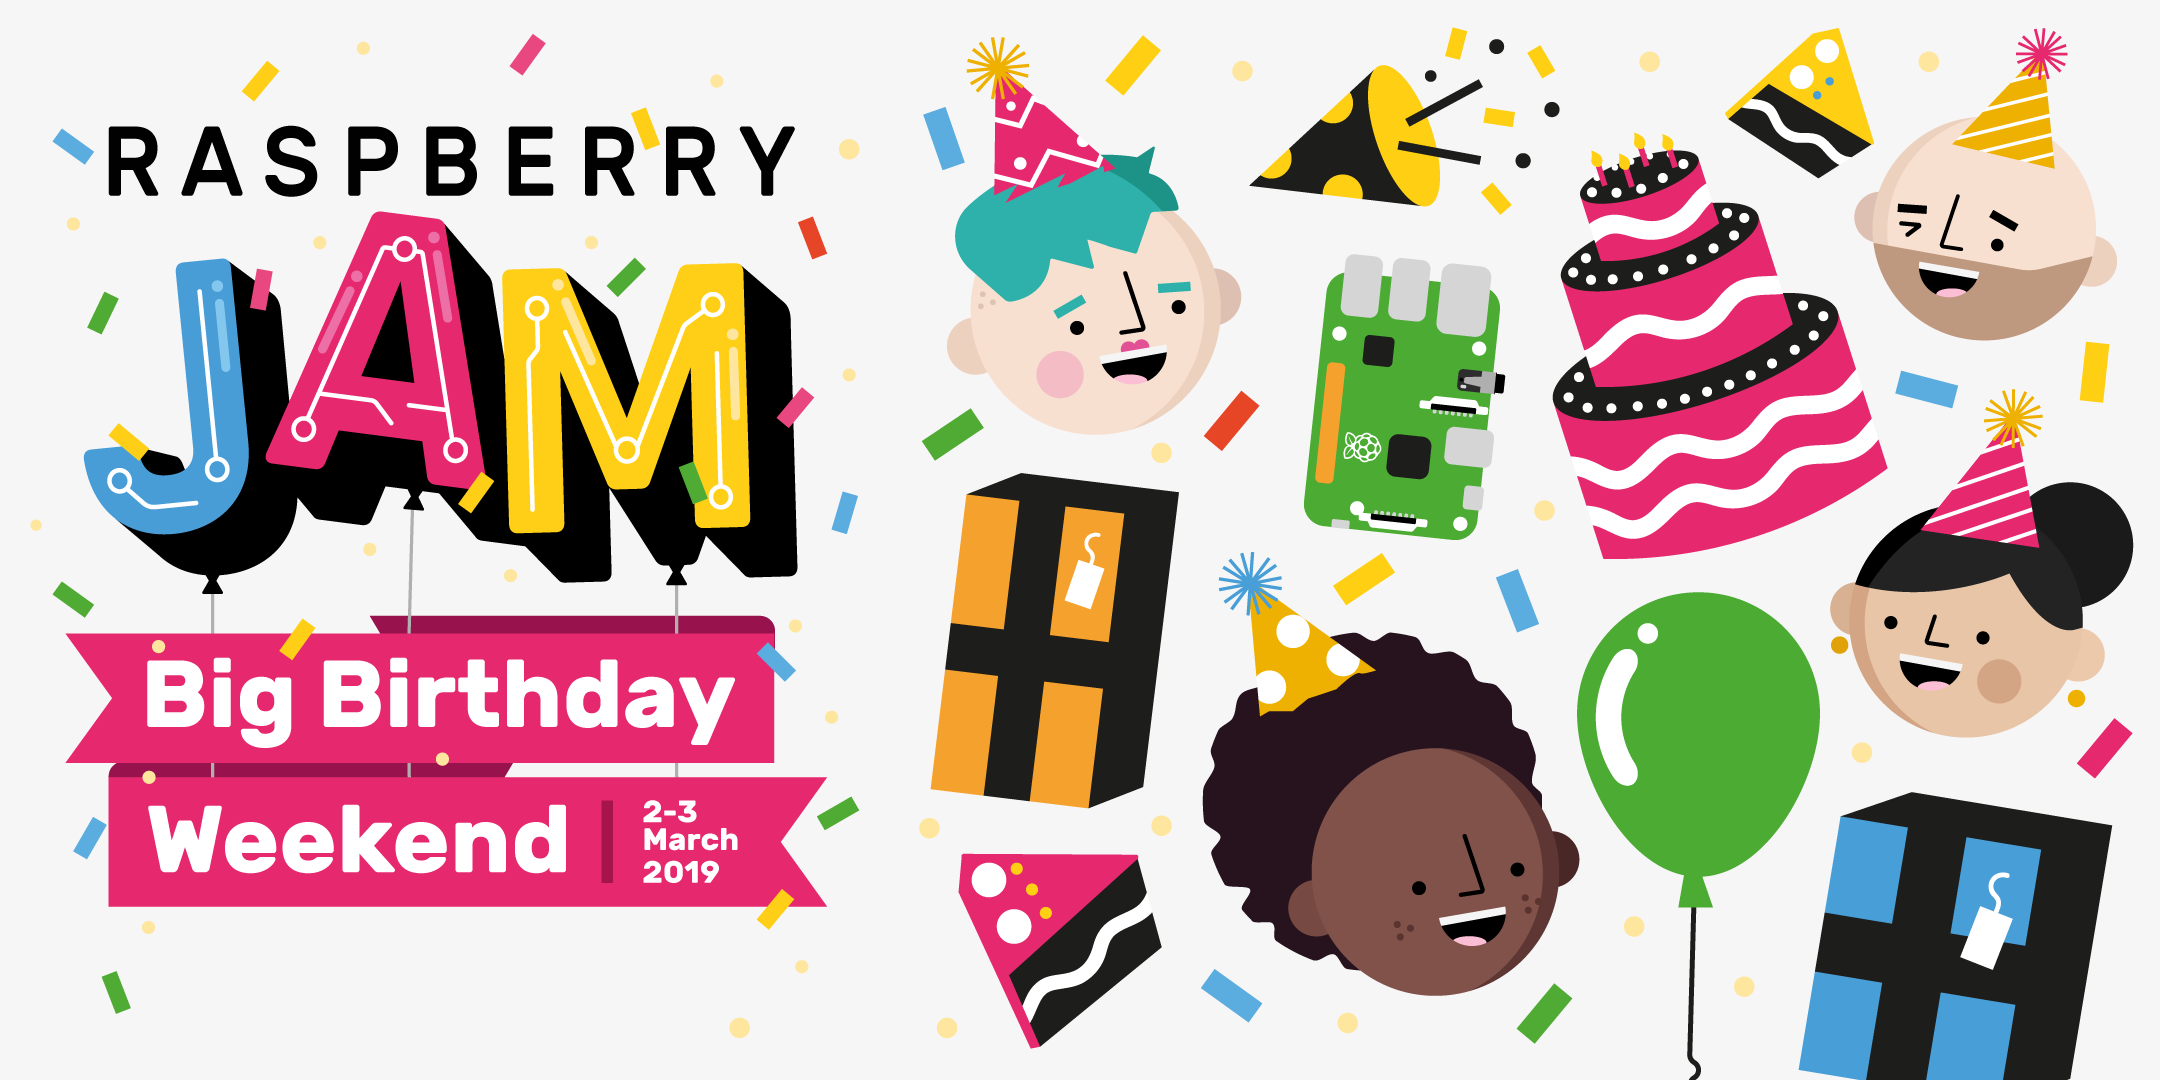 RASPBERRY
JAM
Big Birthday
Weekend
2-3
March
2019